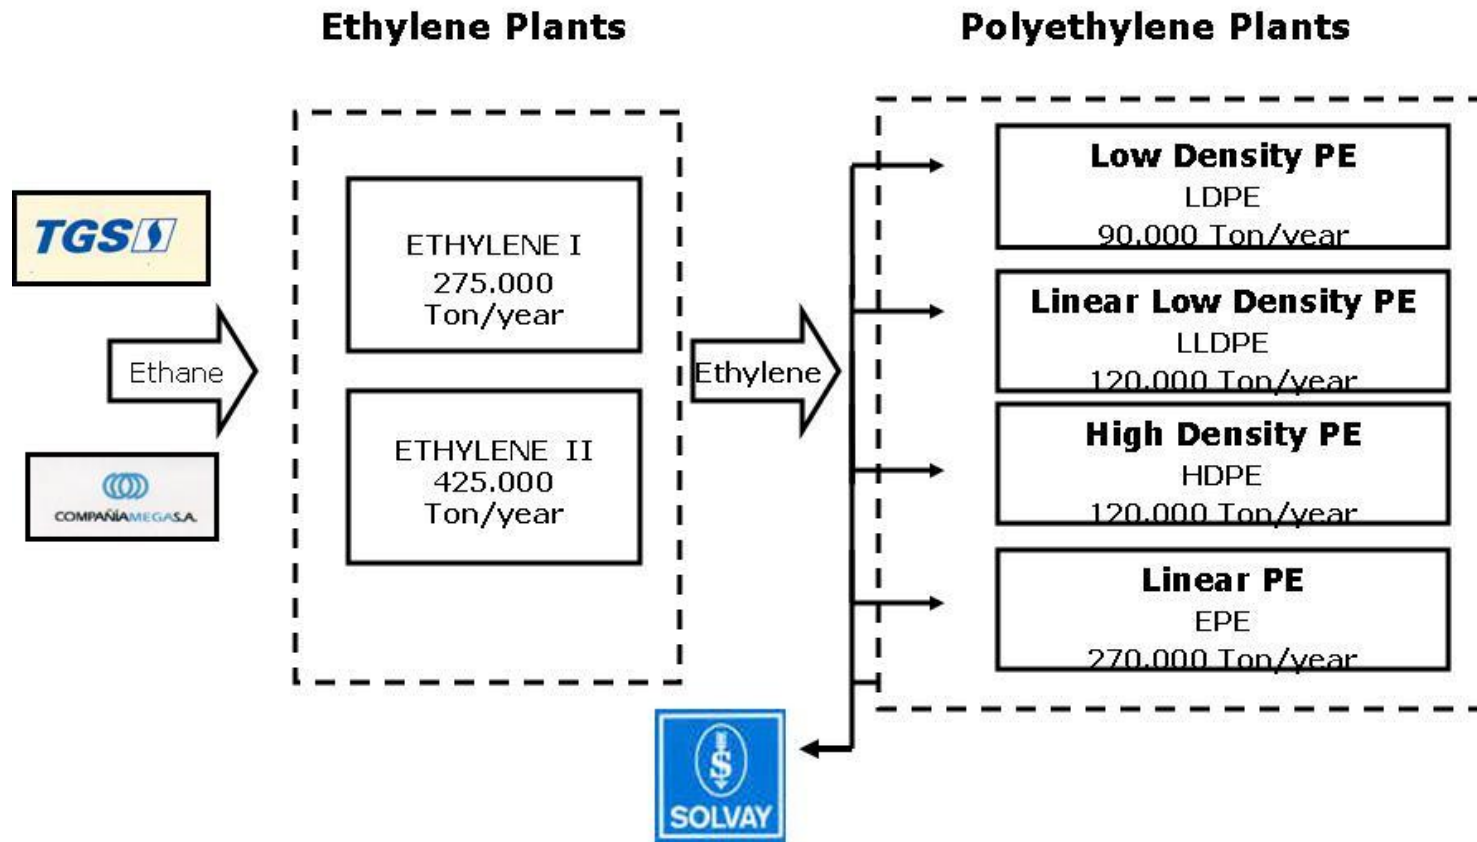 Ethylene Plants
Polyethylene Plants
TGS
Ethane
COMPAÑÍAMEGAS.A.
ETHYLENE I
275.000
Ton/year
ETHYLENE II
425.000
Ton/year
Ethylene
Low Density PE
LDPE
90.000 Ton/year
Linear Low Density PE
LLDPE
120.000 Ton/year
High Density PE
HDPE
120.000 Ton/year
Linear PE
EPE
270.000 Ton/year
S
SOLVAY